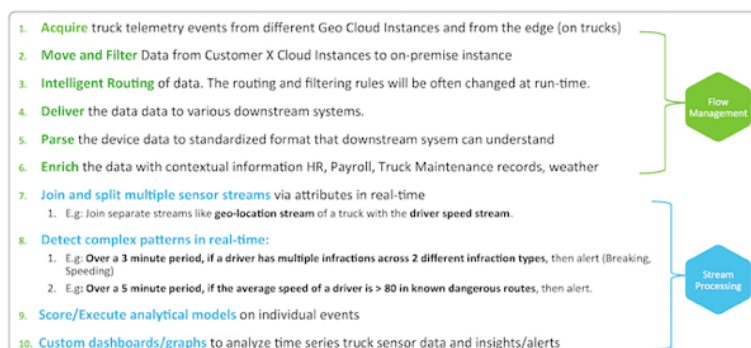 1. Acquire truck telemetry events from different Geo Cloud Instances and from the edge (on trucks)
2. Move and Filter Data from Customer X Cloud Instances to on-premise instance
3. Intelligent Routing of data. The routing and filtering rules will be often changed at run-time.
4. Deliver the data data to various downstream systems.
5. Parse the device data to standardized format that downstream sysem can understand
6. Enrich the data with contextual information HR, Payroll, Truck Maintenance records, weather
Flow
Management
7. Join and split multiple sensor streams via attributes in real-time
1. E.g: Join separate streams like geo-location stream of a truck with the driver speed stream.
8. Detect complex patterns in real-time:
1. E.g: Over a 3 minute period, if a driver has multiple infractions across 2 different infraction types, then alert (Breaking,
Speeding)
2. E.g: Over a 5 minute period, if the average speed of a driver is > 80 in known dangerous routes, then alert.
9. Score/Execute analytical models on individual events
10. Custom dashboards/graphs to analyze time series truck sensor data and insights/alerts
Stream
Processing